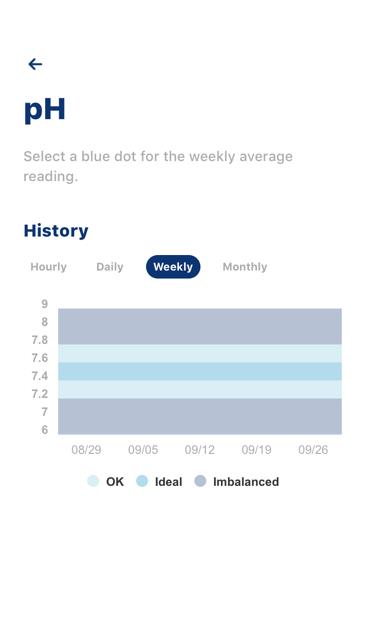 pH
Select a blue dot for the weekly average
reading.
History
Hourly Daily Weekly Monthly
9
8
7.8
7.6
7.4
7.2
7
6
08/29 09/05 09/12 09/19 09/26
OK Ideal Imbalanced